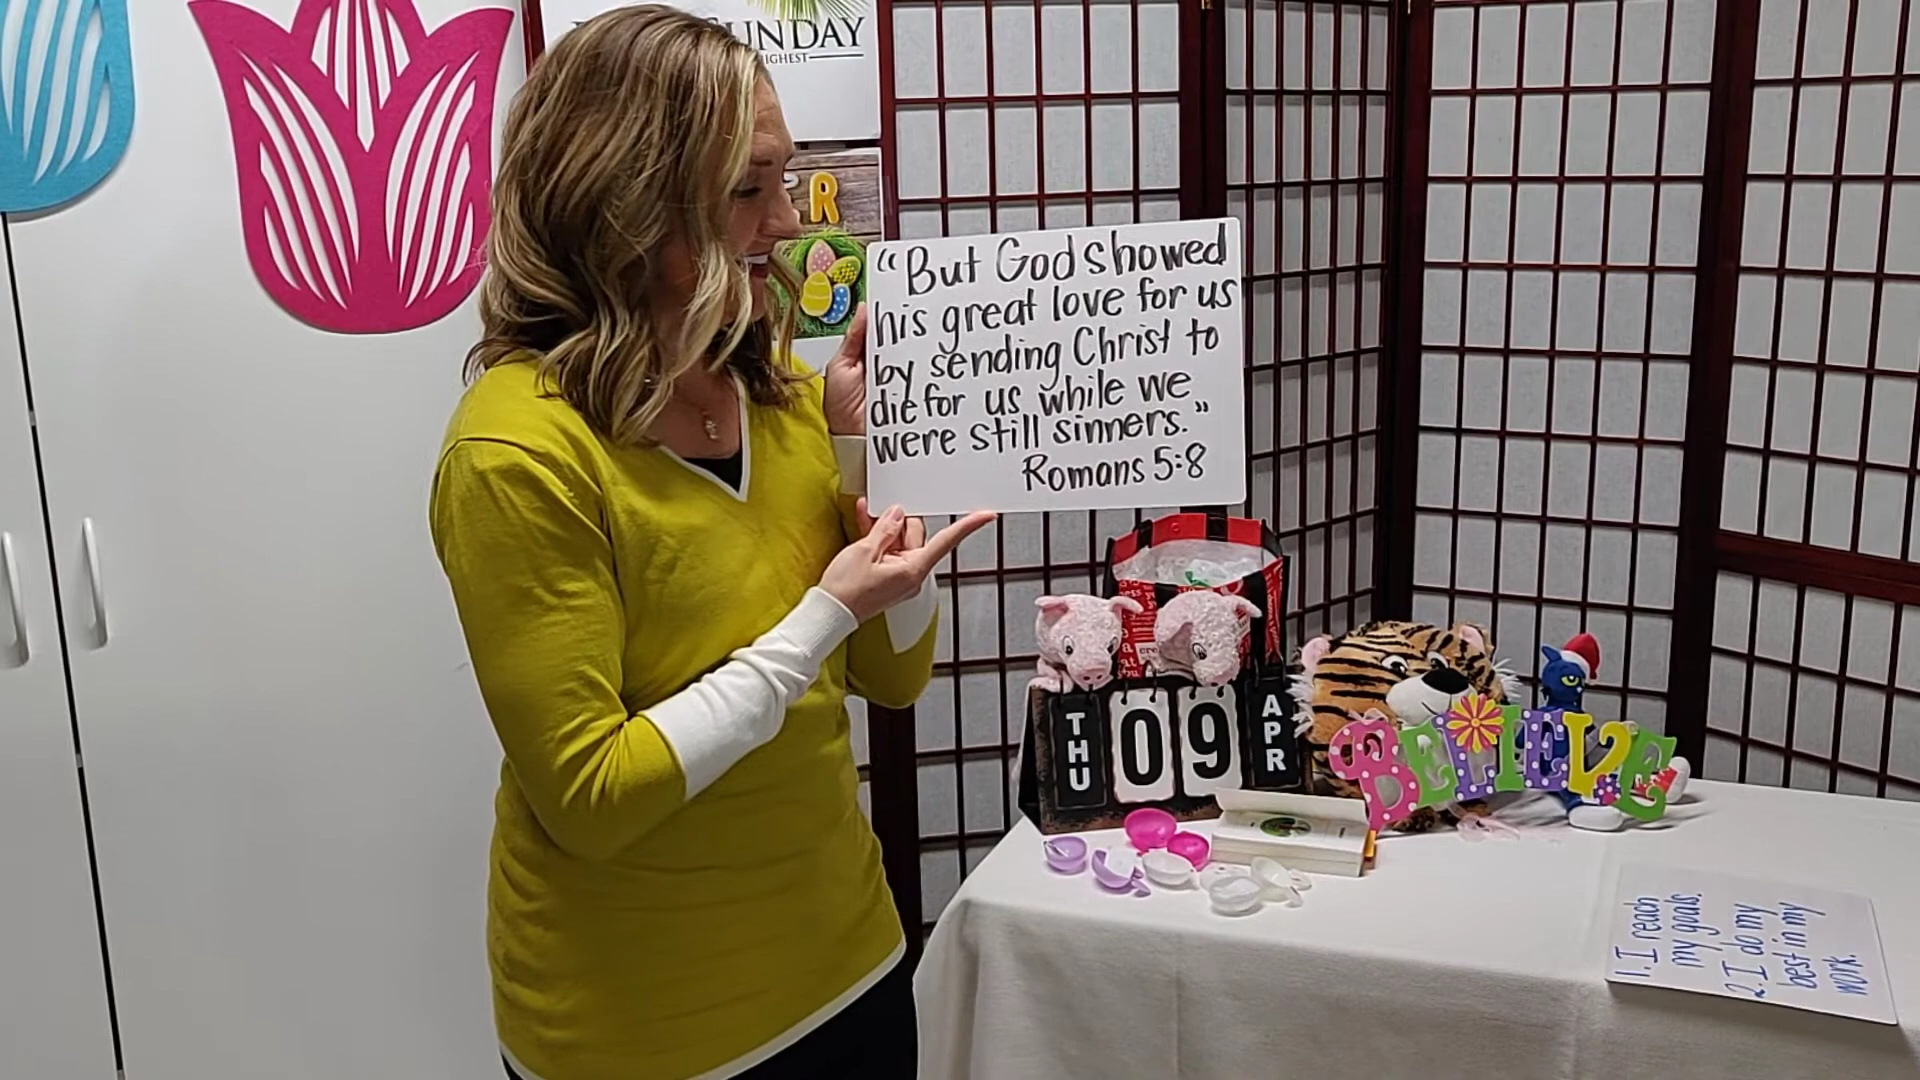 SUNDAY
IGHEST
R
"But God showed
his great love for us
by sending Christ to
die for us while we
were still sinners."
Romans 5:8
THU
09
APR
BELIEVE
1. I reach
my goals.
2. I do my
best in my
work.